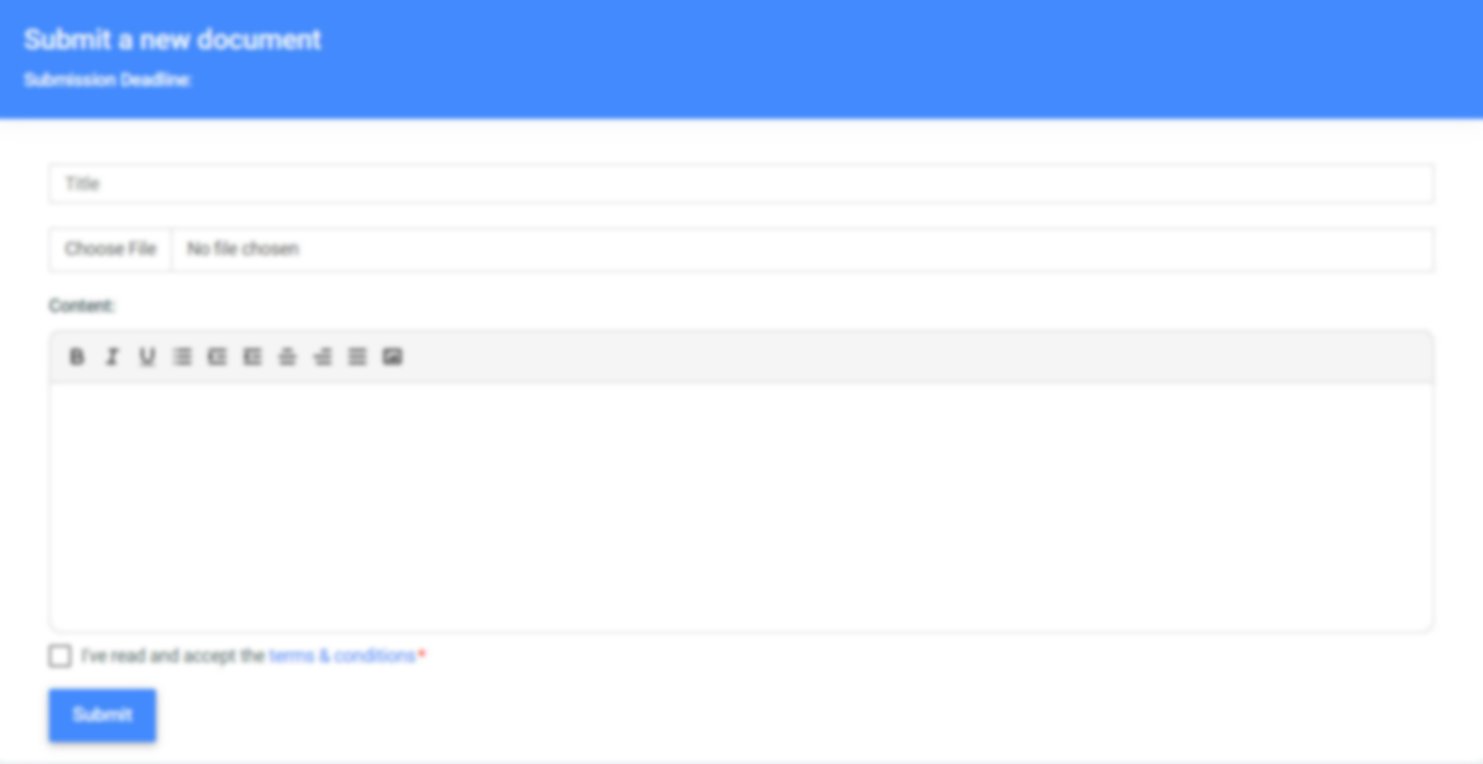 Submit a new document
Submission Deadline:
Title
Choose File No file chosen
Content:
B I U
I've read and accept the terms & conditions*
Submit